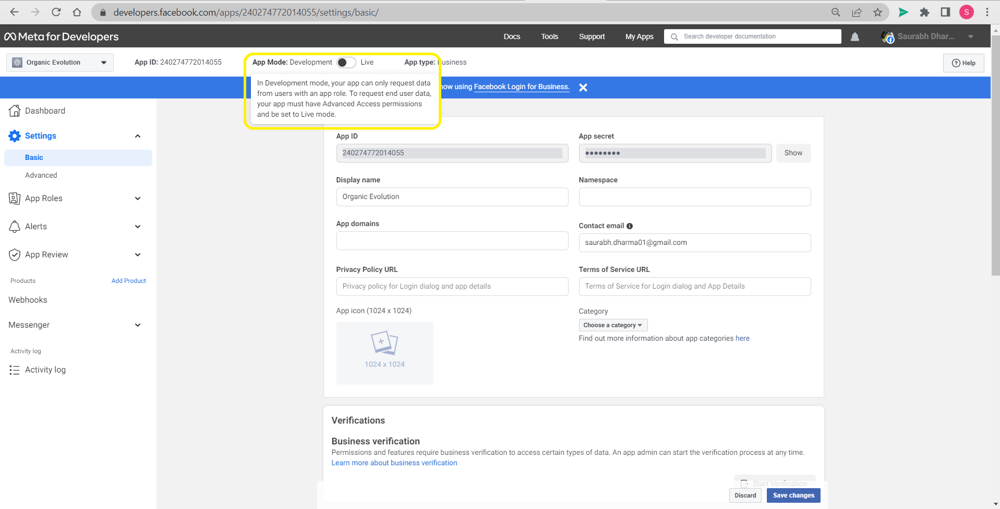 developers.facebook.com/apps/240274772014055/settings/basic/
S
Meta for Developers
Docs
Tools
Support
My Apps
Search developer documentation
Saurabh Dhar...
Organic Evolution
App ID: 240274772014055
App Mode: Development
Live
App type: Business
Help
In Development mode, your app can only request data
from users with an app role. To request end user data,
your app must have Advanced Access permissions
and be set to Live mode.
now using Facebook Login for Business.
Dashboard
Settings
Basic
Advanced
App Roles
Alerts
App Review
Products
Add Product
Webhooks
Messenger
Activity log
Activity log
App ID
240274772014055
App secret
●●●●●●●●
Show
Display name
Organic Evolution
Namespace
App domains
Contact email
saurabh.dharma01@gmail.com
Privacy Policy URL
Privacy policy for Login dialog and app details
Terms of Service URL
Terms of Service for Login dialog and App Details
App icon (1024 x 1024)
1024 x 1024
Category
Choose a category
Find out more information about app categories here
Verifications
Business verification
Permissions and features require business verification to access certain types of data. An app admin can start the verification process at any time.
Learn more about business verification
Start Verification
Discard
Save changes